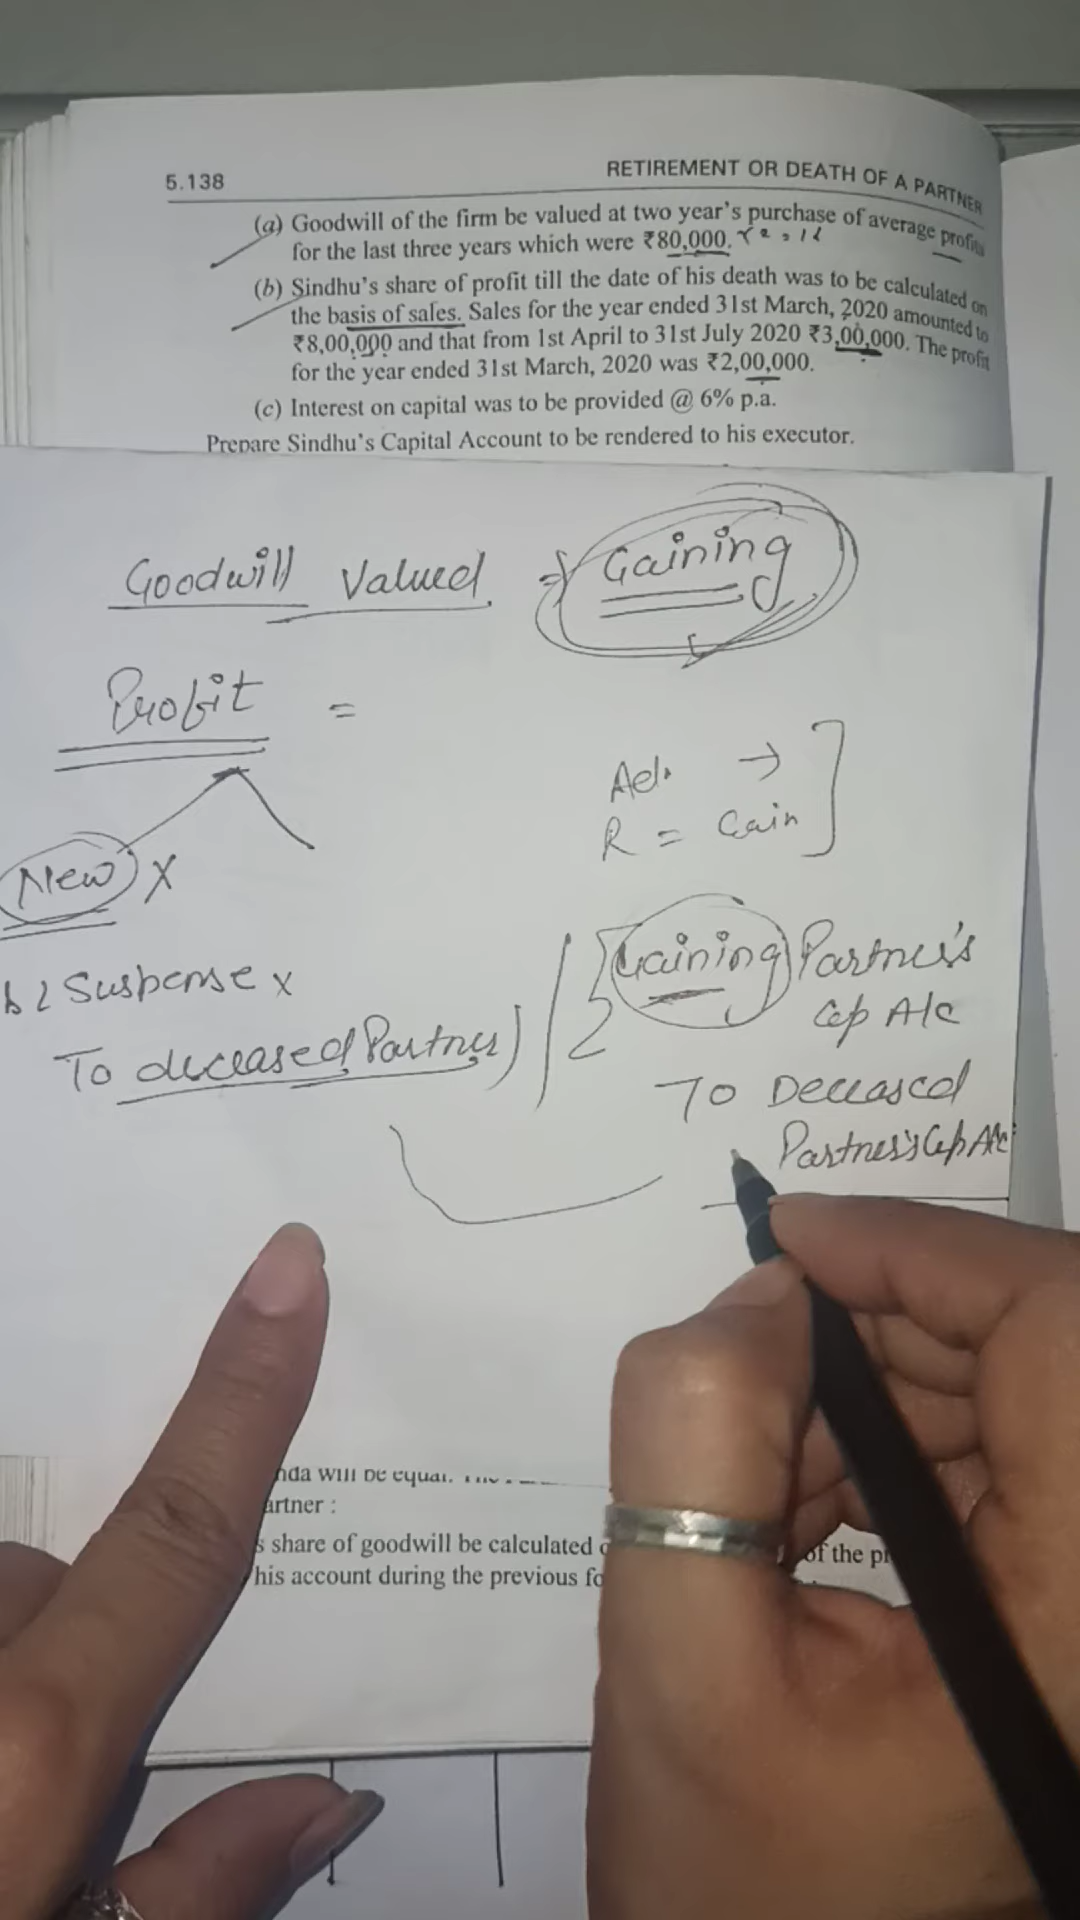 5.138
RETIREMENT OR DEATH OF A PARTNER
(a) Goodwill of the firm be valued at two year's purchase of average profits
for the last three years which were ₹80,000.
(b) Sindhu's share of profit till the date of his death was to be calculated on
the basis of sales. Sales for the year ended 31st March, 2020 amounted to
₹8,00,000 and that from 1st April to 31st July 2020 ₹3,00,000. The profit
for the year ended 31st March, 2020 was ₹2,00,000.
(c) Interest on capital was to be provided @ 6% p.a.
Prepare Sindhu's Capital Account to be rendered to his executor.
Goodwill Valued ⇒ Gaining
Profit =
Ad. →
R = Gain
New X
Suspense x
To deceased Partner
Gaining Partner's
Cap A/c
To Deceased
Partner's Cap A/c
nda will be equal.
artner :
s share of goodwill be calculated of the
his account during the previous